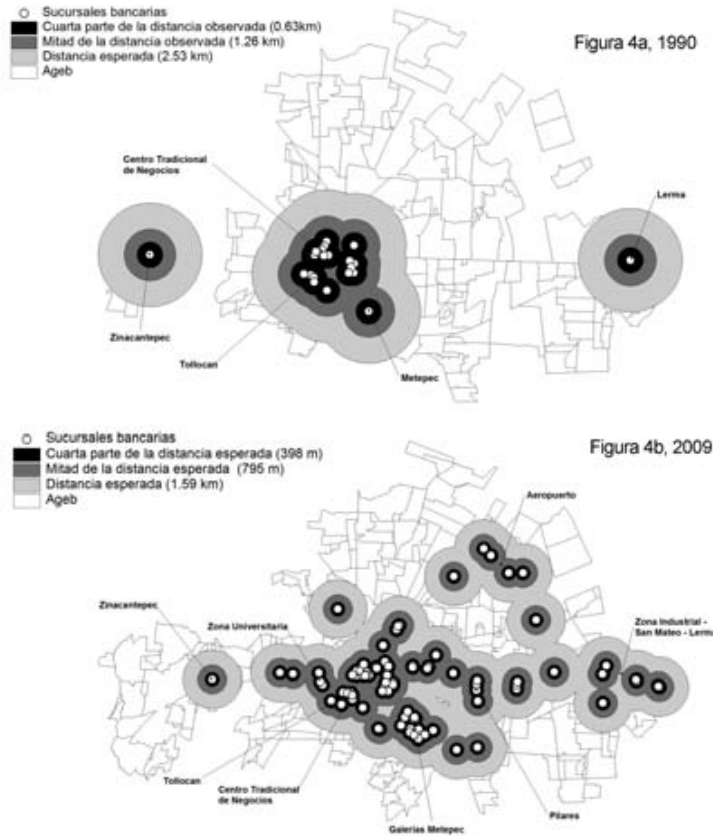 Sucursales bancarias
Cuarta parte de la distancia observada (0.63km)
Mitad de la distancia observada (1.26 km)
Distancia esperada (2.53 km)
Ageb
Figura 4a, 1990
Centro Tradicional
de Negocios
Lerma
Zinacantepec
Tollocan
Metepec
Sucursales bancarias
Cuarta parte de la distancia esperada (398 m)
Mitad de la distancia esperada (795 m)
Distancia esperada (1.59 km)
Ageb
Figura 4b, 2009
Aeropuerto
Zinacantepec
Zona Universitaria
Zona Industrial -
San Mateo - Lerma
Tollocan
Centro Tradicional
de Negocios
Galerías Metepec
Pilares